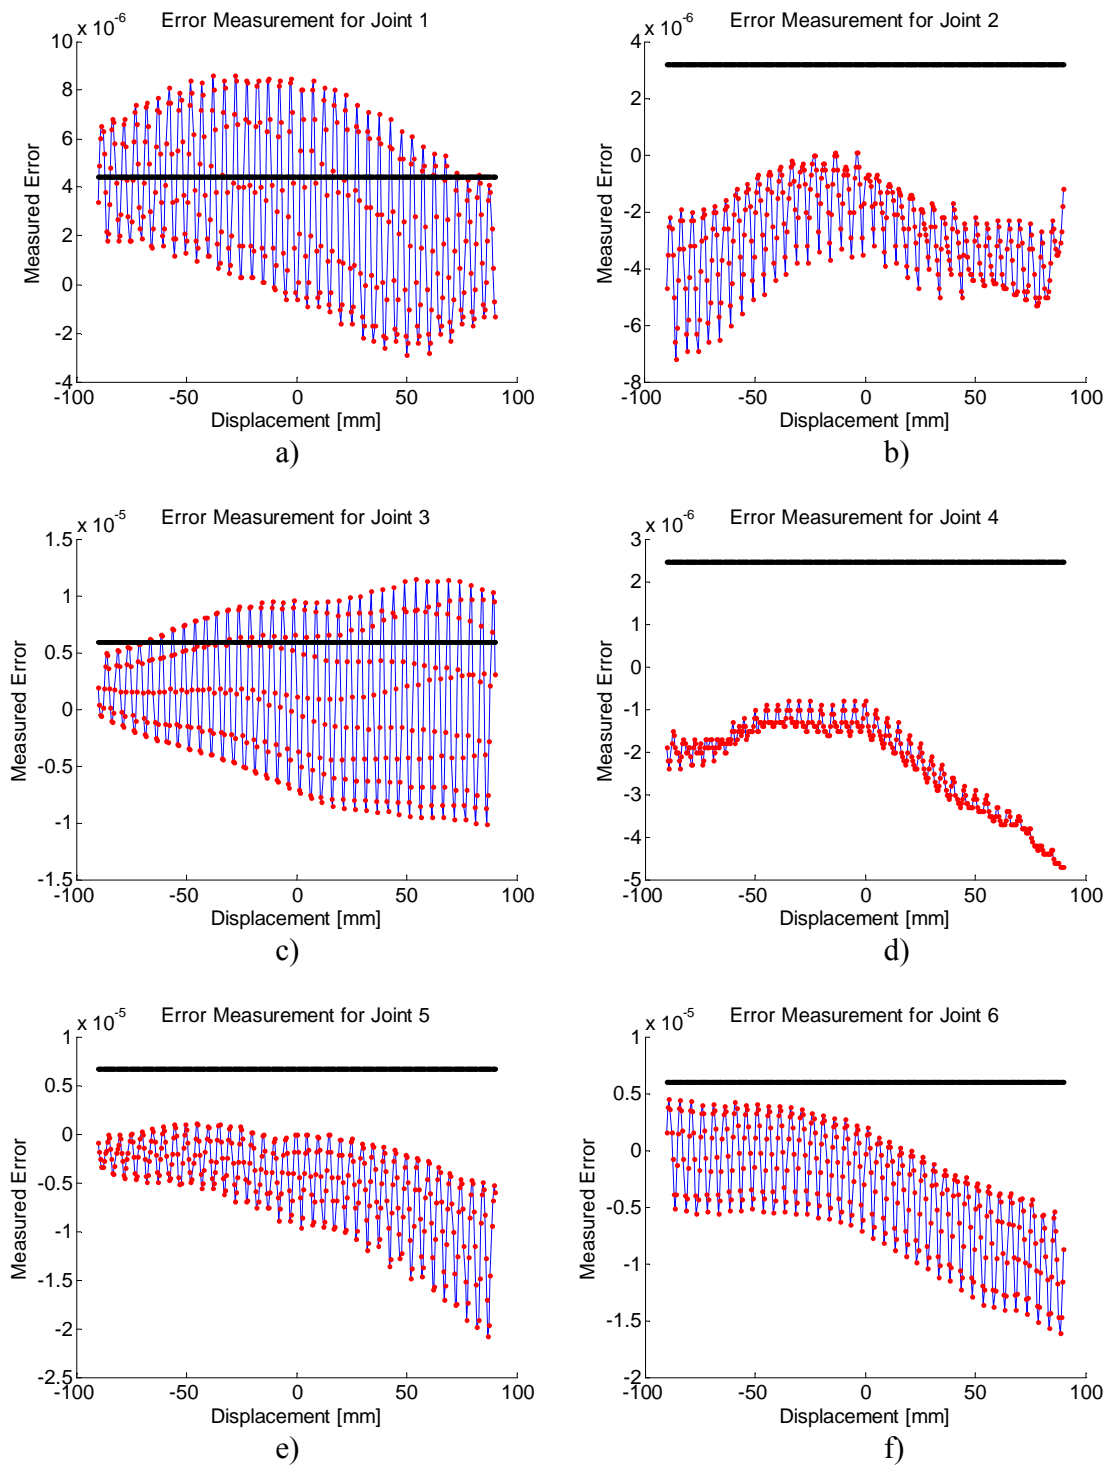 x 10-6
Error Measurement for Joint 1
10
8
6
4
2
0
-2
-4
-100
-50
0
50
100
Measured Error
Displacement [mm]
a)
x 10-6
Error Measurement for Joint 2
4
2
0
-2
-4
-6
-8
-100
-50
0
50
100
Measured Error
Displacement [mm]
b)
x 10-5
Error Measurement for Joint 3
1.5
1
0.5
0
-0.5
-1
-1.5
-100
-50
0
50
100
Measured Error
Displacement [mm]
c)
x 10-6
Error Measurement for Joint 4
3
2
1
0
-1
-2
-3
-4
-5
-100
-50
0
50
100
Measured Error
Displacement [mm]
d)
x 10-5
Error Measurement for Joint 5
1
0.5
0
-0.5
-1
-1.5
-2
-2.5
-100
-50
0
50
100
Measured Error
Displacement [mm]
e)
x 10-5
Error Measurement for Joint 6
1
0.5
0
-0.5
-1
-1.5
-2
-100
-50
0
50
100
Measured Error
Displacement [mm]
f)